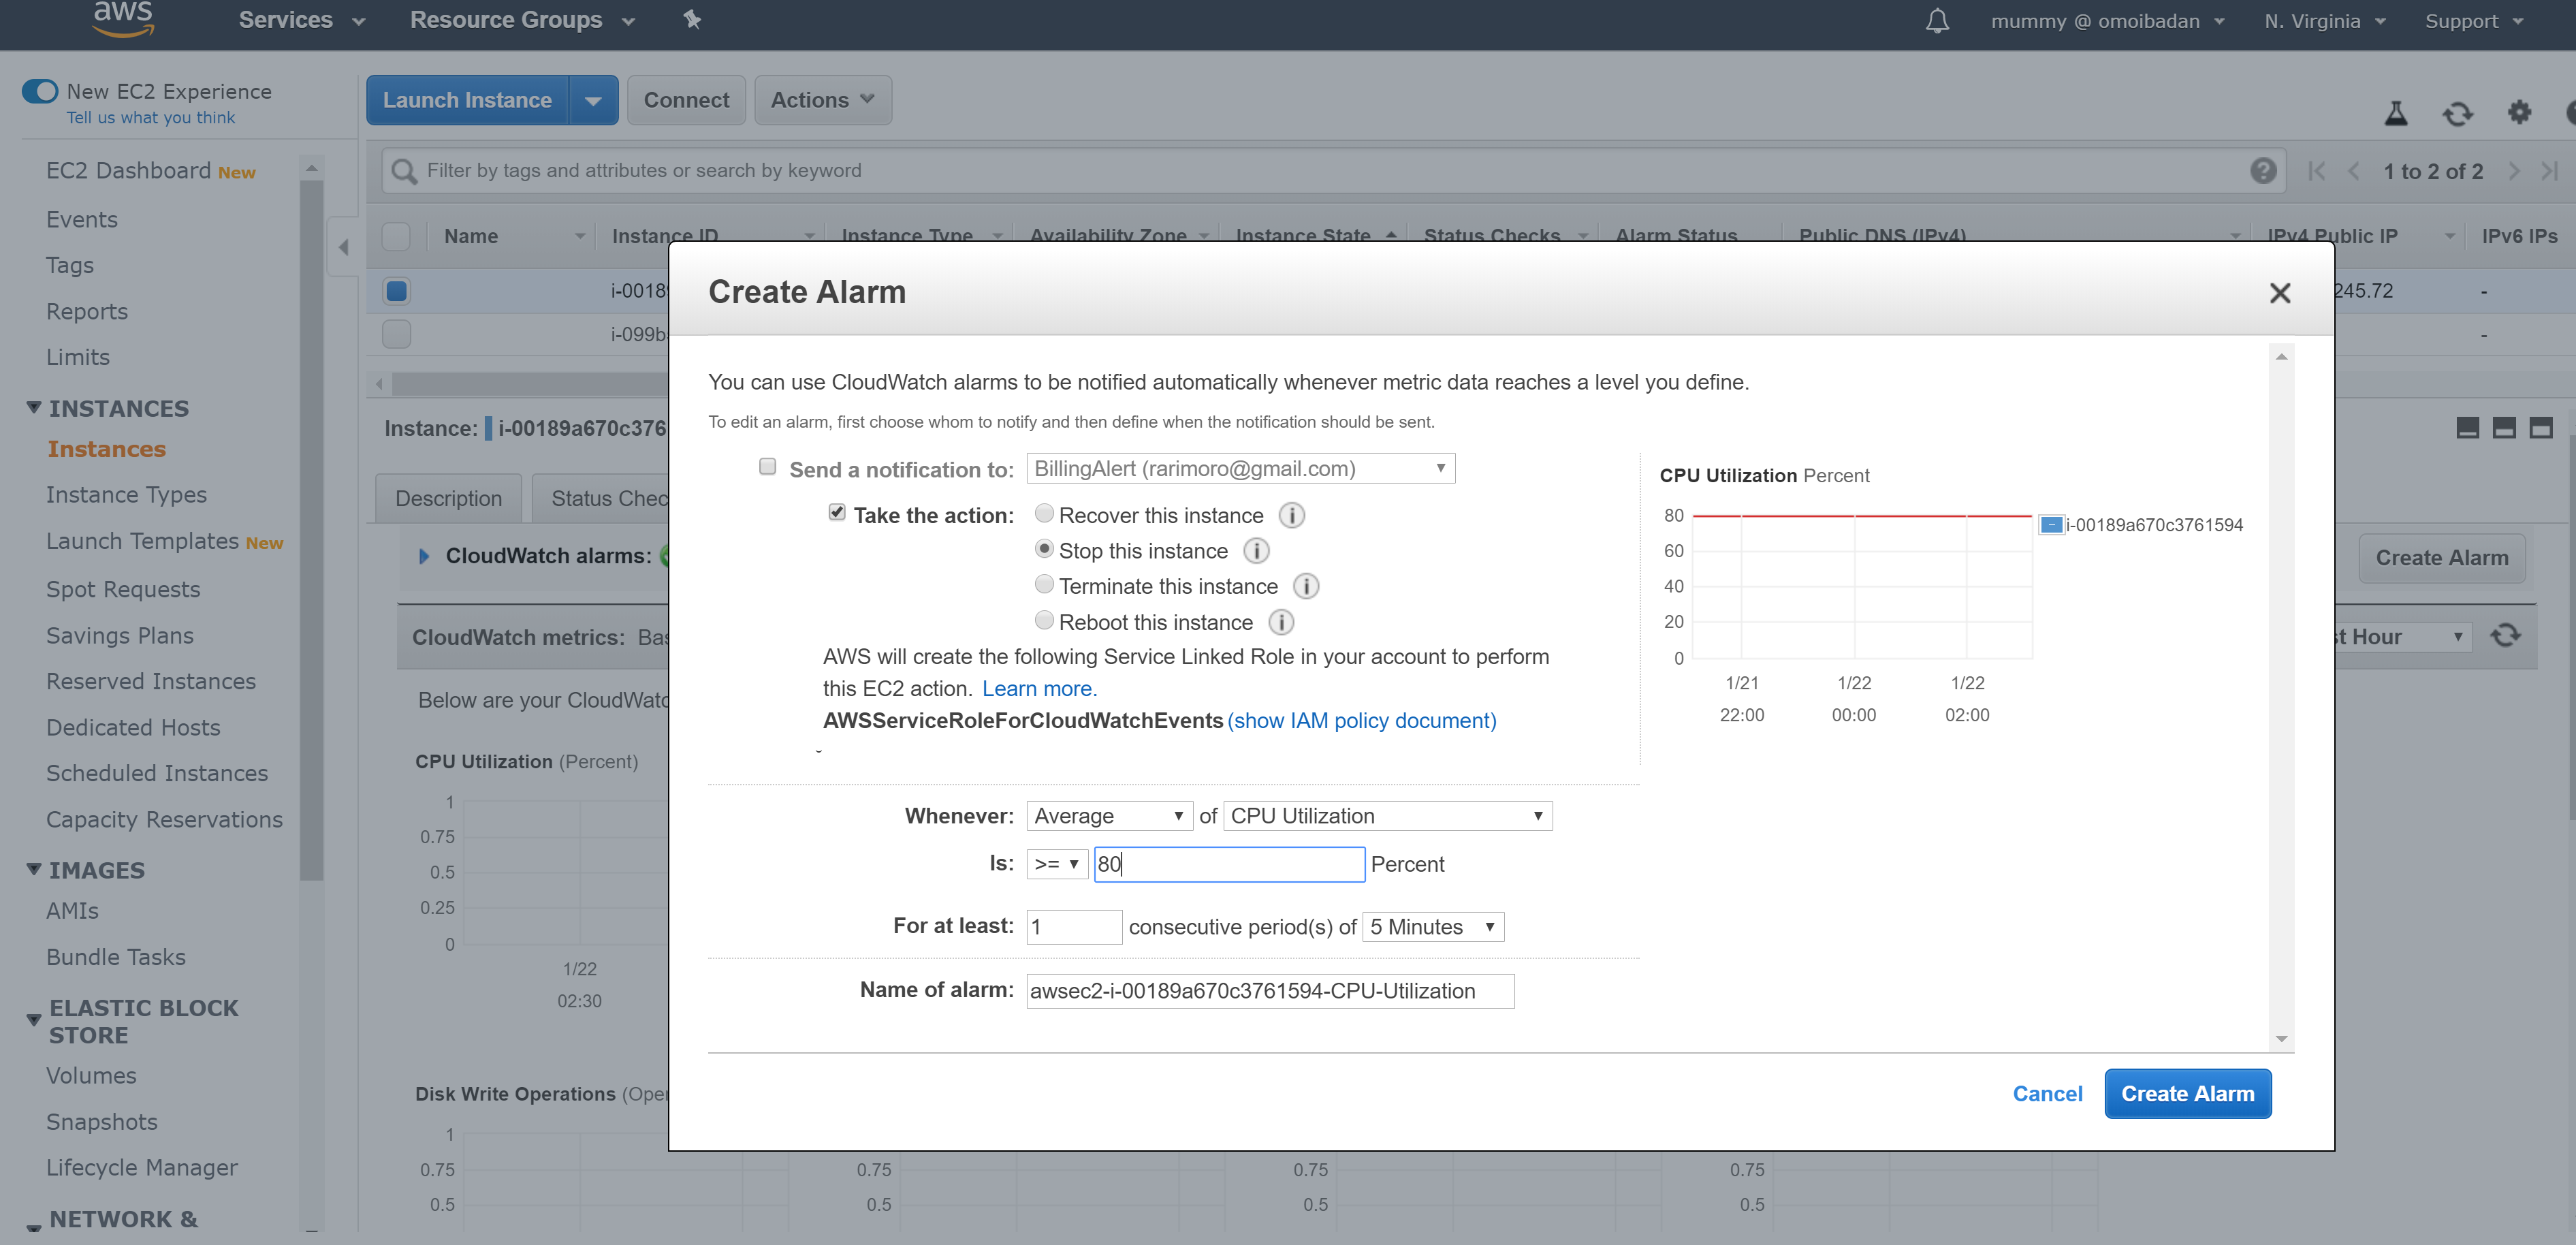 aws
Services
Resource Groups
mummy @ omoibadan
N. Virginia
Support
New EC2 Experience
Tell us what you think
Launch Instance
Connect
Actions
EC2 Dashboard New
Events
Tags
Reports
Limits
INSTANCES
Instances
Instance Types
Launch Templates New
Spot Requests
Savings Plans
Reserved Instances
Dedicated Hosts
Scheduled Instances
Capacity Reservations
IMAGES
AMIs
Bundle Tasks
ELASTIC BLOCK
STORE
Volumes
Snapshots
Lifecycle Manager
NETWORK &
Filter by tags and attributes or search by keyword
1 to 2 of 2
Name
Instance ID
Instance Type
Availability Zone
Instance State
Status Checks
Alarm Status
Public DNS (IPv4)
IPv4 Public IP
IPv6 IPs
i-0018
245.72
-
i-099b
-
Instance: i-00189a670c376
Description
Status Chec
CloudWatch alarms:
Create Alarm
CloudWatch metrics: Bas
st Hour
Below are your CloudWatc
CPU Utilization (Percent)
1
0.75
0.5
0.25
0
1/22
02:30
Disk Write Operations (Oper
1
0.75
0.5
0.75
0.5
0.75
0.5
0.75
0.5
Create Alarm
You can use CloudWatch alarms to be notified automatically whenever metric data reaches a level you define.
To edit an alarm, first choose whom to notify and then define when the notification should be sent.
Send a notification to: BillingAlert (rarimoro@gmail.com)
Take the action: Recover this instance
Stop this instance
Terminate this instance
Reboot this instance
AWS will create the following Service Linked Role in your account to perform
this EC2 action. Learn more.
AWSServiceRoleForCloudWatchEvents (show IAM policy document)
Whenever: Average of CPU Utilization
Is: >= 80 Percent
For at least: 1 consecutive period(s) of 5 Minutes
Name of alarm: awsec2-i-00189a670c3761594-CPU-Utilization
CPU Utilization Percent
80
60
40
20
0
1/21
22:00
1/22
00:00
1/22
02:00
i-00189a670c3761594
Cancel
Create Alarm